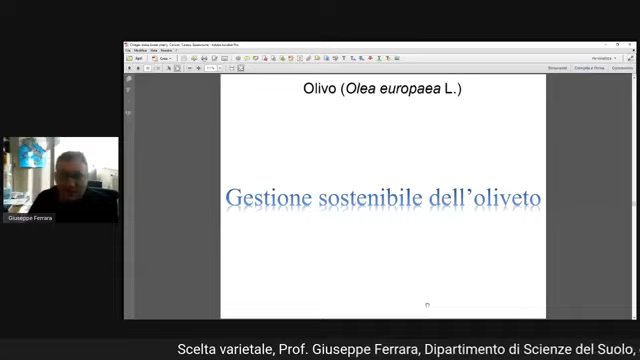 Olivo (Olea europaea L.)
Gestione sostenibile dell'oliveto
Giuseppe Ferrara
Scelta varietale, Prof. Giuseppe Ferrara, Dipartimento di Scienze del Suolo,